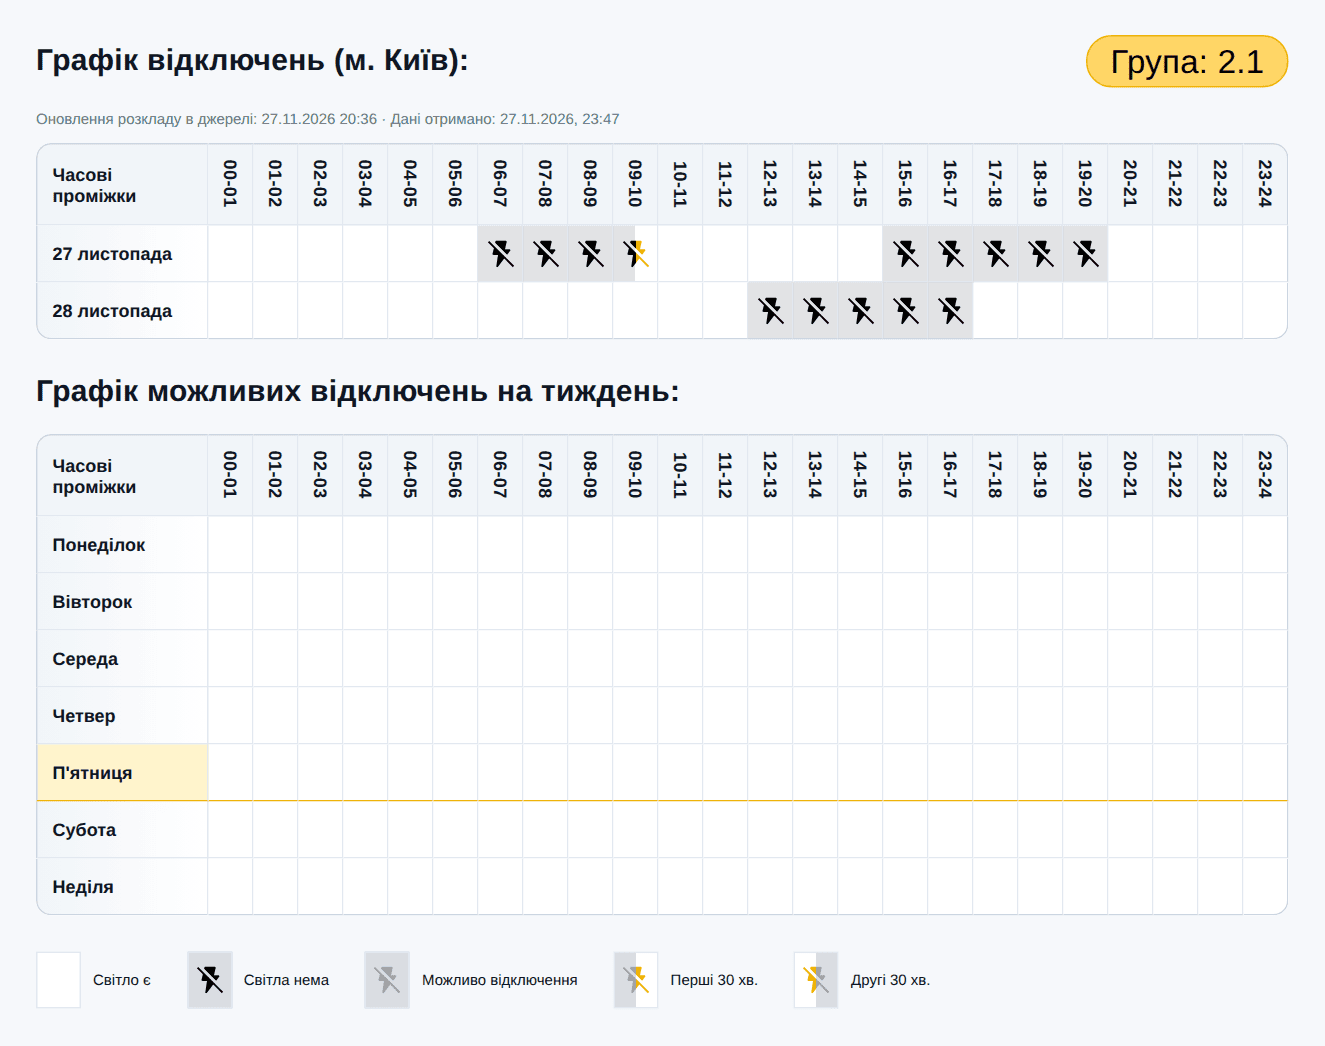 Графік відключень (м. Київ):
Група: 2.1
Оновлення розкладу в джерелі: 27.11.2026 20:36 · Дані отримано: 27.11.2026, 23:47
Часові проміжки 00-01 01-02 02-03 03-04 04-05 05-06 06-07 07-08 08-09 09-10 10-11 11-12 12-13 13-14 14-15 15-16 16-17 17-18 18-19 19-20 20-21 21-22 22-23 23-24
27 листопада
28 листопада
Графік можливих відключень на тиждень:
Часові проміжки 00-01 01-02 02-03 03-04 04-05 05-06 06-07 07-08 08-09 09-10 10-11 11-12 12-13 13-14 14-15 15-16 16-17 17-18 18-19 19-20 20-21 21-22 22-23 23-24
Понеділок
Вівторок
Середа
Четвер
П'ятниця
Субота
Неділя
Світло є Світла нема Можливо відключення Перші 30 хв. Другі 30 хв.